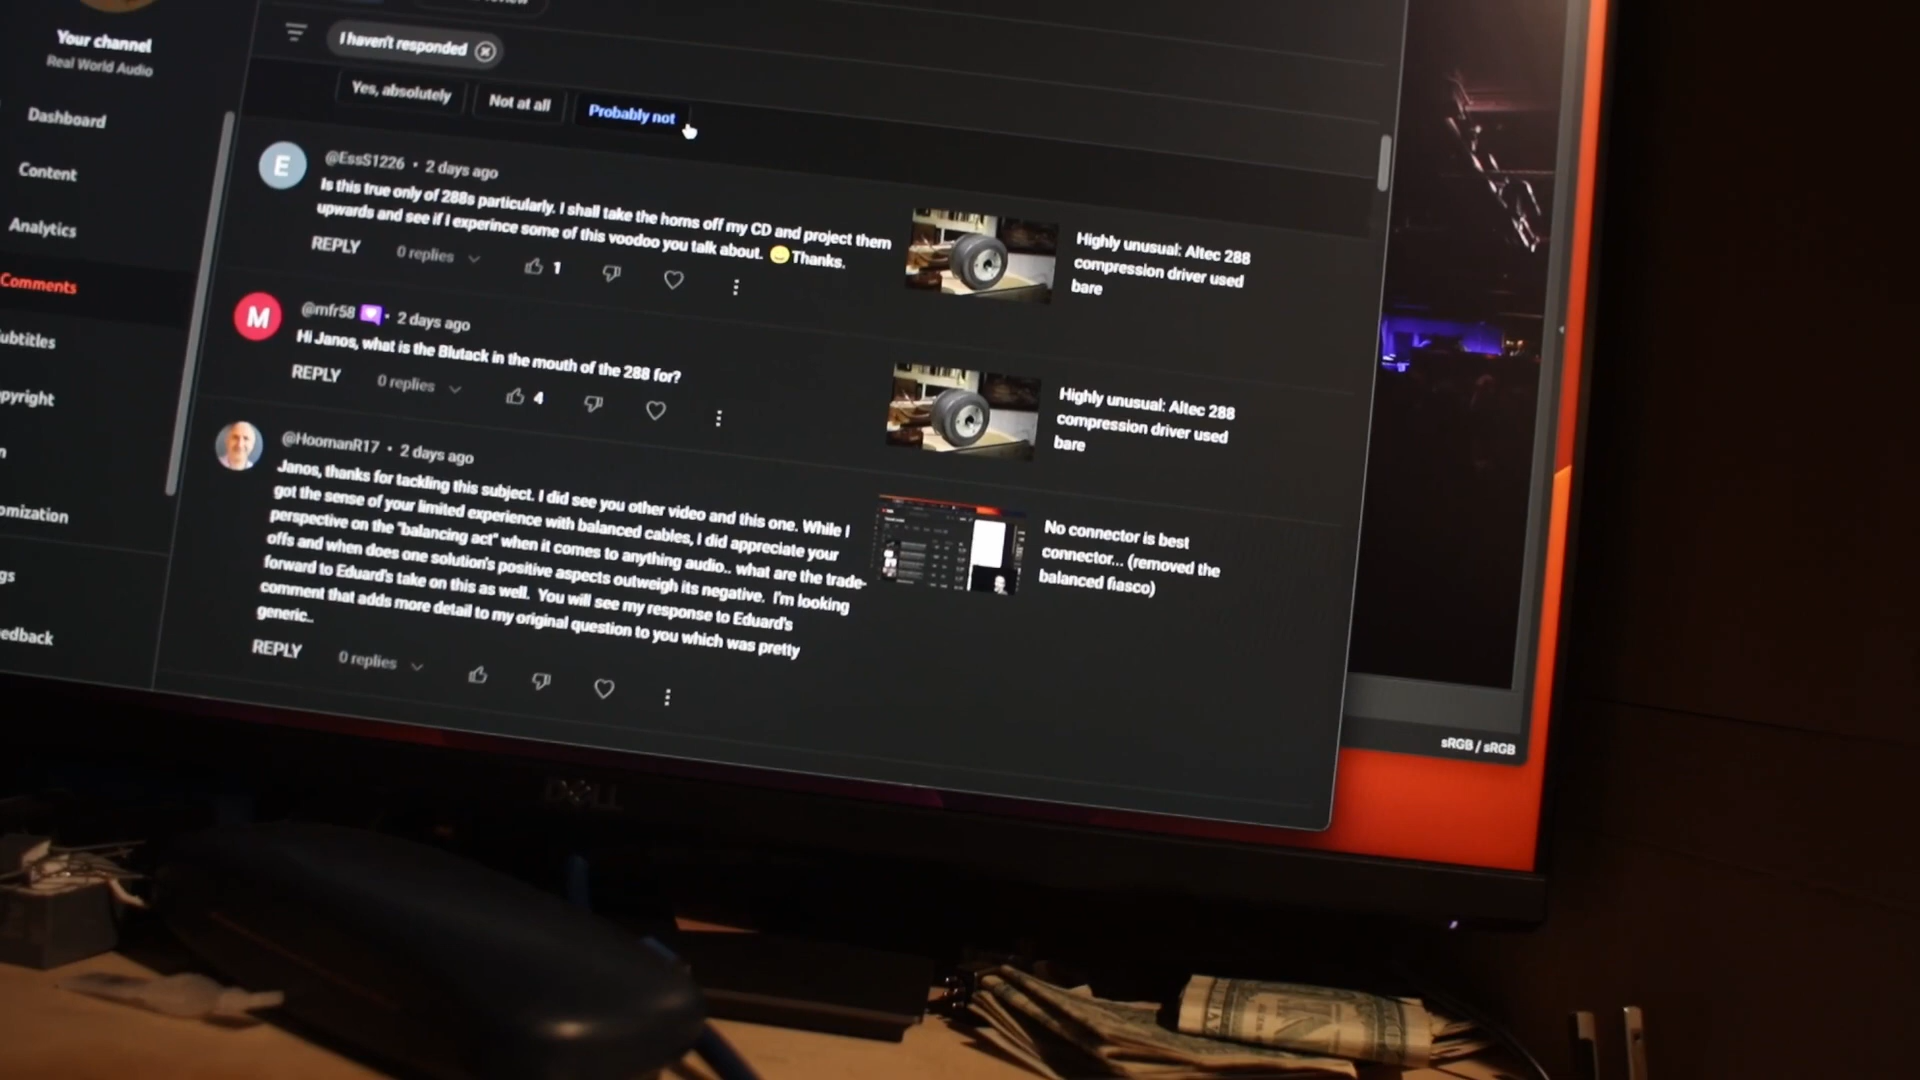 Your channel
Real World Audio
Dashboard
Content
Analytics
Comments
ubtitles
pyright
n
omization
gs
edback
I haven't responded
Yes, absolutely
Not at all
Probably not
E
@EssS1226 • 2 days ago
Is this true only of 288s particularly. I shall take the horns off my CD and project them
upwards and see if I experince some of this voodoo you talk about. 😊Thanks.
REPLY
0 replies
1
Highly unusual: Altec 288
compression driver used
bare
M
@mfr58 • 2 days ago
Hi Janos, what is the Blutack in the mouth of the 288 for?
REPLY
0 replies
4
Highly unusual: Altec 288
compression driver used
bare
@HoomanR17 • 2 days ago
Janos, thanks for tackling this subject. I did see you other video and this one. While I
got the sense of your limited experience with balanced cables, I did appreciate your
perspective on the "balancing act" when it comes to anything audio.. what are the trade-
offs and when does one solution's positive aspects outweigh its negative. I'm looking
forward to Eduard's take on this as well. You will see my response to Eduard's
comment that adds more detail to my original question to you which was pretty
generic..
REPLY
0 replies
No connector is best
connector... (removed the
balanced fiasco)
sRGB / sRGB
DELL